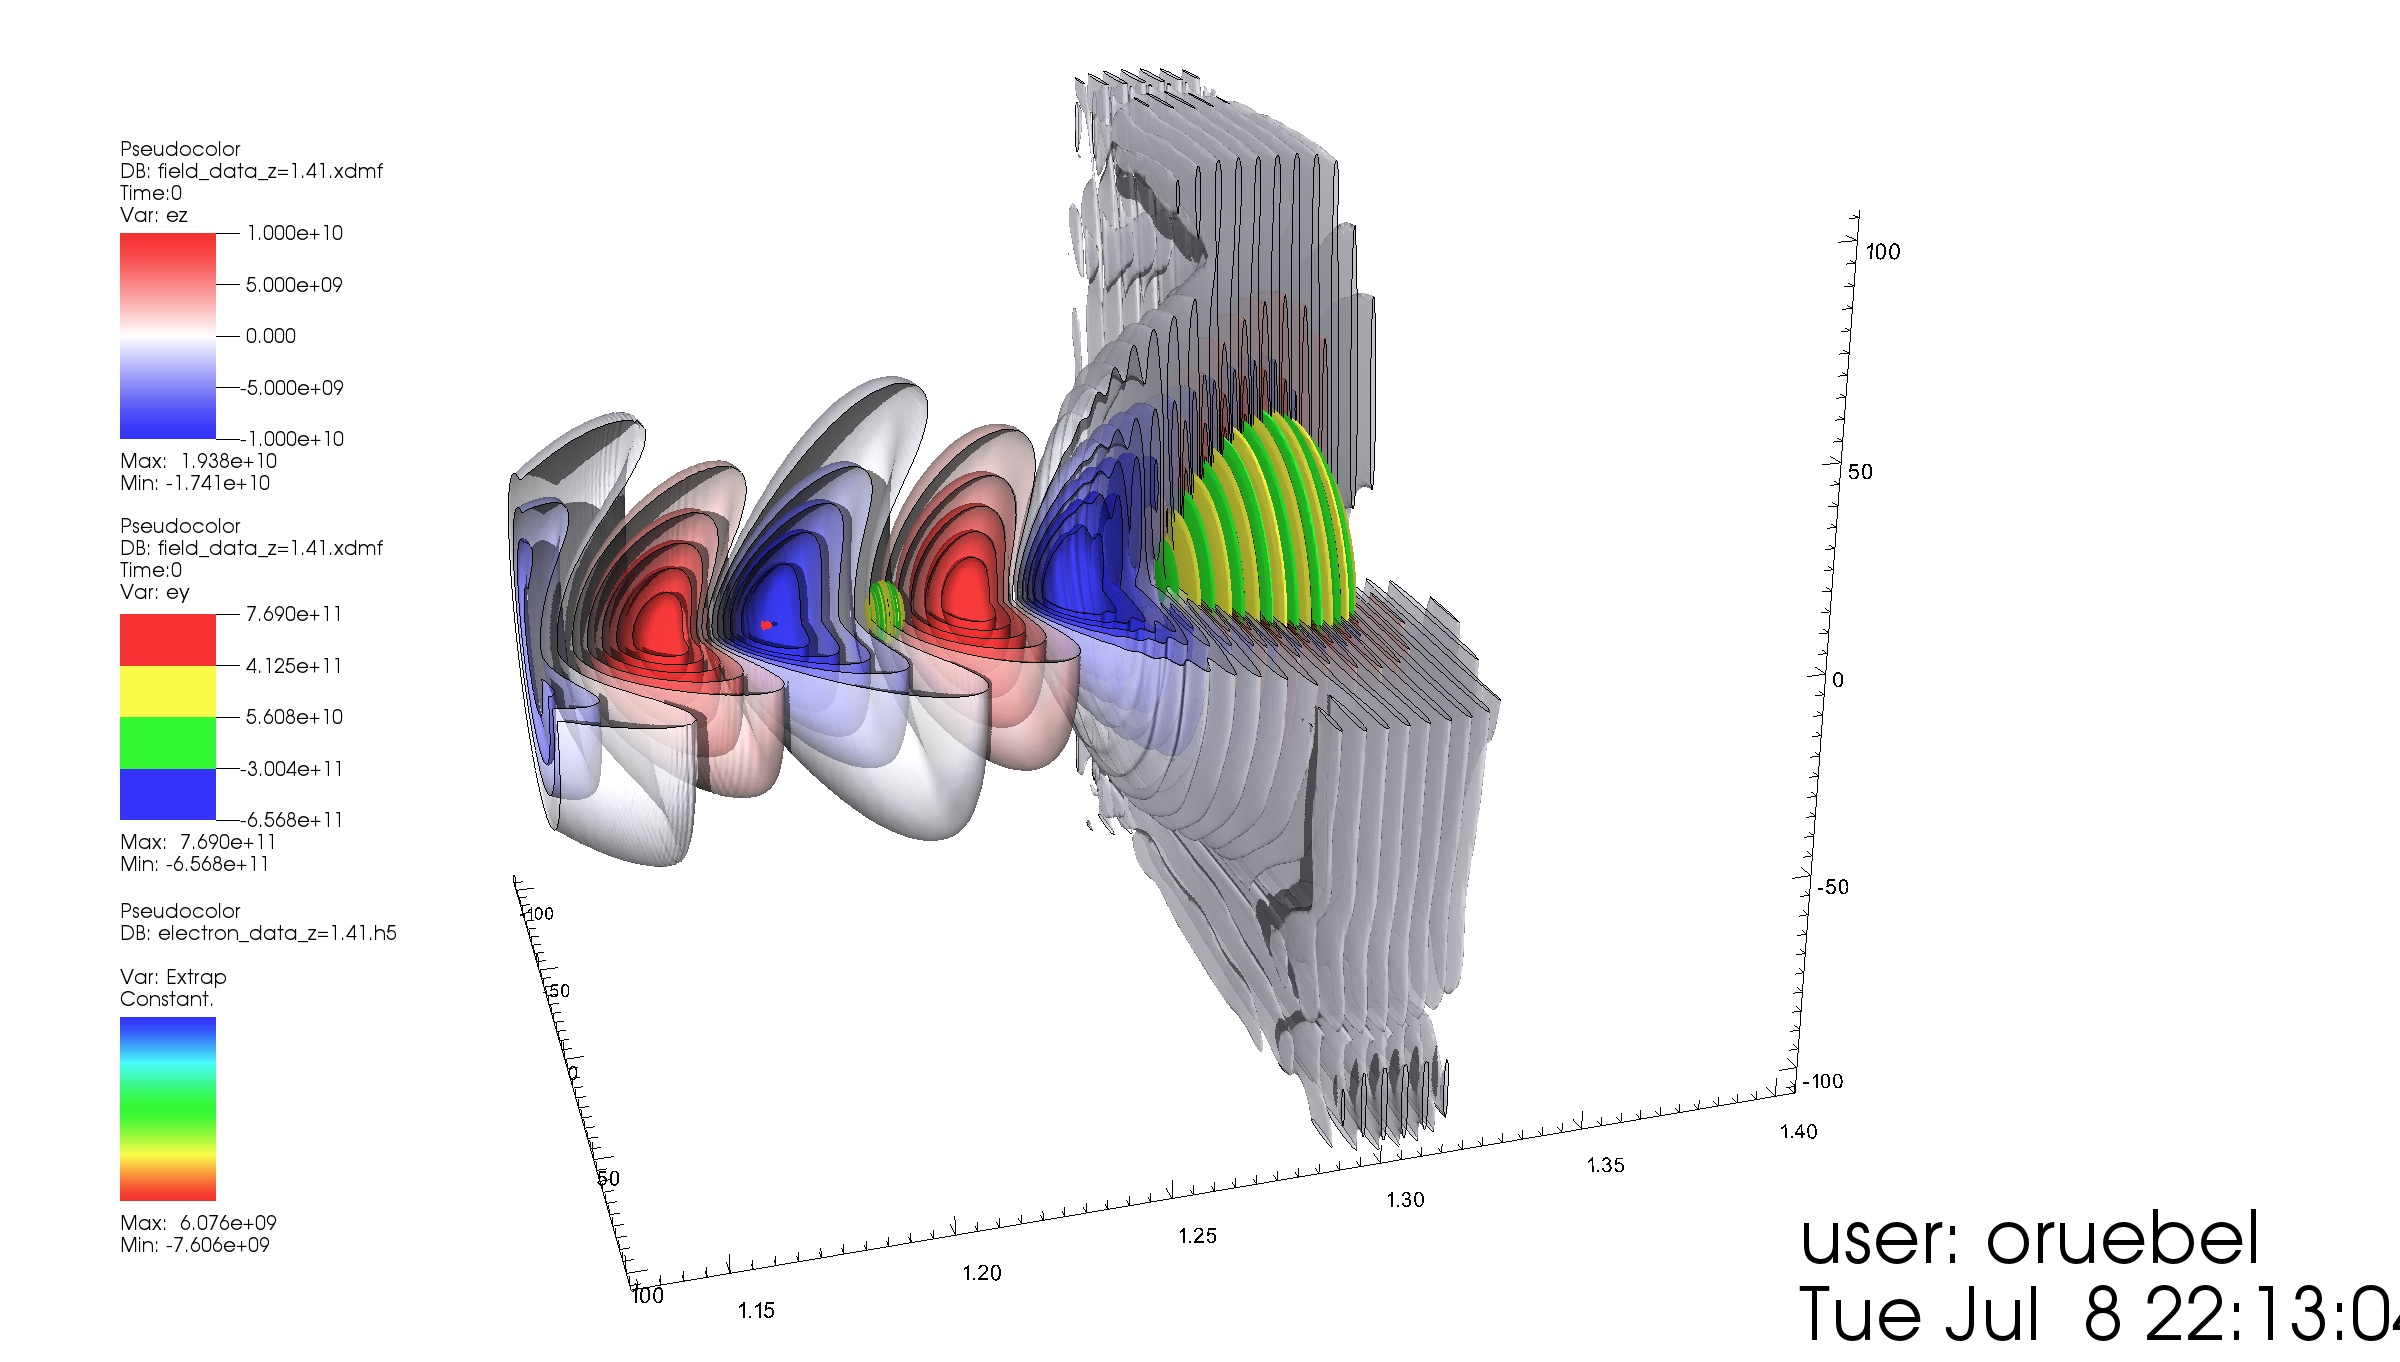 Pseudocolor
DB: field_data_z=1.41.xdmf
Time:0
Var: ez
1.000e+10
5.000e+09
0.000
-5.000e+09
-1.000e+10
Max: 1.938e+10
Min: -1.741e+10
Pseudocolor
DB: field_data_z=1.41.xdmf
Time:0
Var: ey
7.690e+11
4.125e+11
5.608e+10
-3.004e+11
-6.568e+11
Max: 7.690e+11
Min: -6.568e+11
Pseudocolor
DB: electron_data_z=1.41.h5
Var: Extrap
Constant.
Max: 6.076e+09
Min: -7.606e+09
100
50
0
-50
-100
-100
-50
0
50
100
1.15
1.20
1.25
1.30
1.35
1.40
user: oruebel
Tue Jul 8 22:13:04